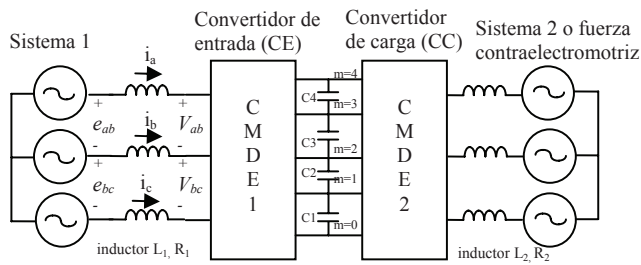 Sistema 1
Convertidor de
entrada (CE)
Convertidor
de carga (CC)
Sistema 2 o fuerza
contraelectromotriz
i_a
+
e_ab
-
+
V_ab
-
i_b
+
e_bc
-
+
V_bc
-
i_c
inductor L₁, R₁
C
M
D
E
1
m=4
C4
m=3
C3
m=2
C2
m=1
C1
m=0
C
M
D
E
2
inductor L₂, R₂